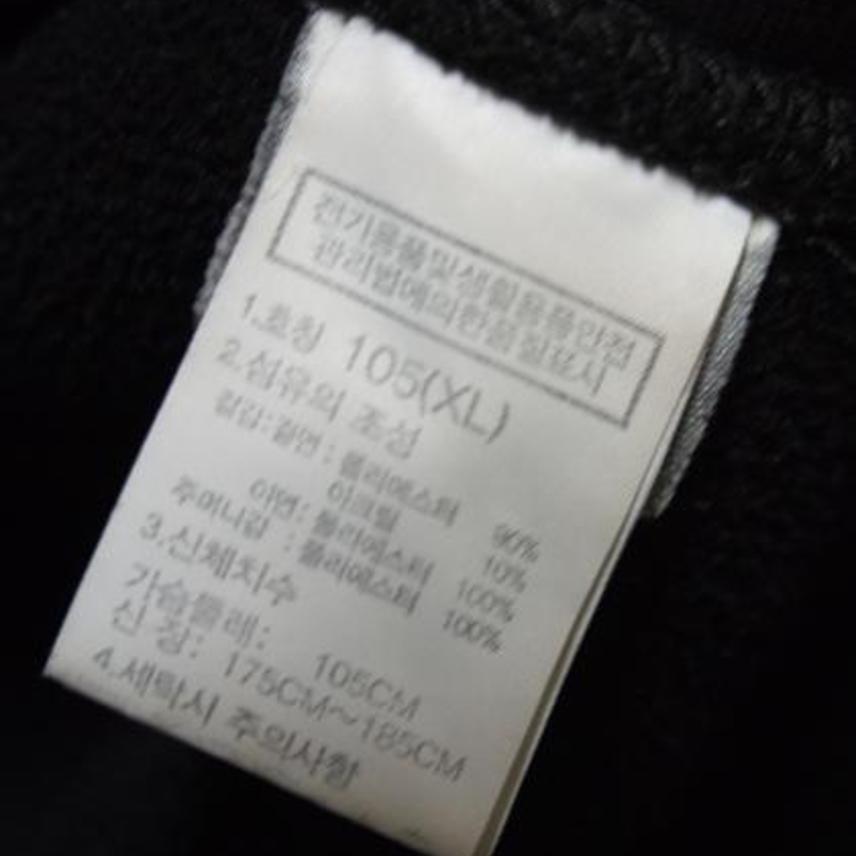 전기용품및생활용품안전
관리법에의한품질표시
1.호칭 105(XL)
2.섬유의 조성
겉감:겉면 : 폴리에스터 90%
아크릴 10%
이면: 폴리에스터 100%
주머니감 : 폴리에스터 100%
3.신체치수
가슴둘레: 105CM
신 장: 175CM~185CM
4.세탁시 주의사항